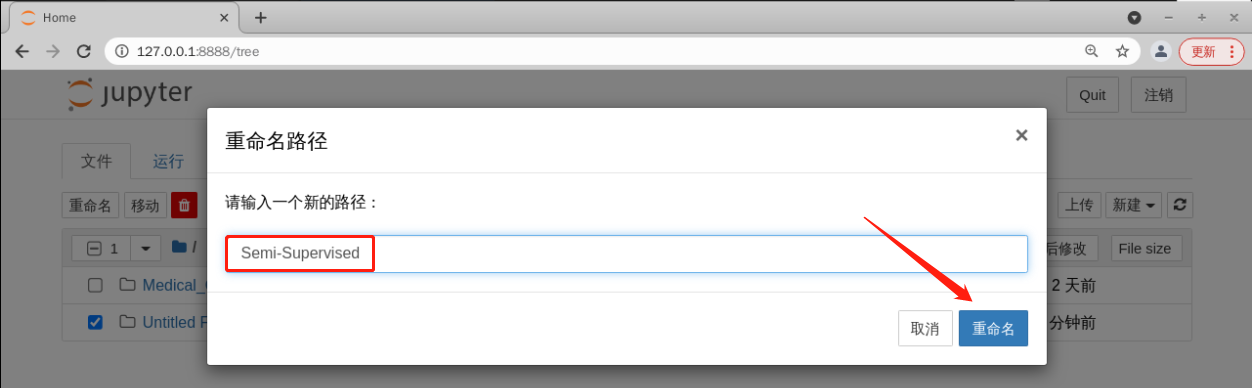 Home
127.0.0.1:8888/tree
更新
jupyter
Quit 注销
重命名路径
文件 运行
请输入一个新的路径：
重命名 移动 上传 新建
Semi-Supervised
1 / 后修改 File size
Medical_ 2 天前
Untitled 分钟前
取消 重命名